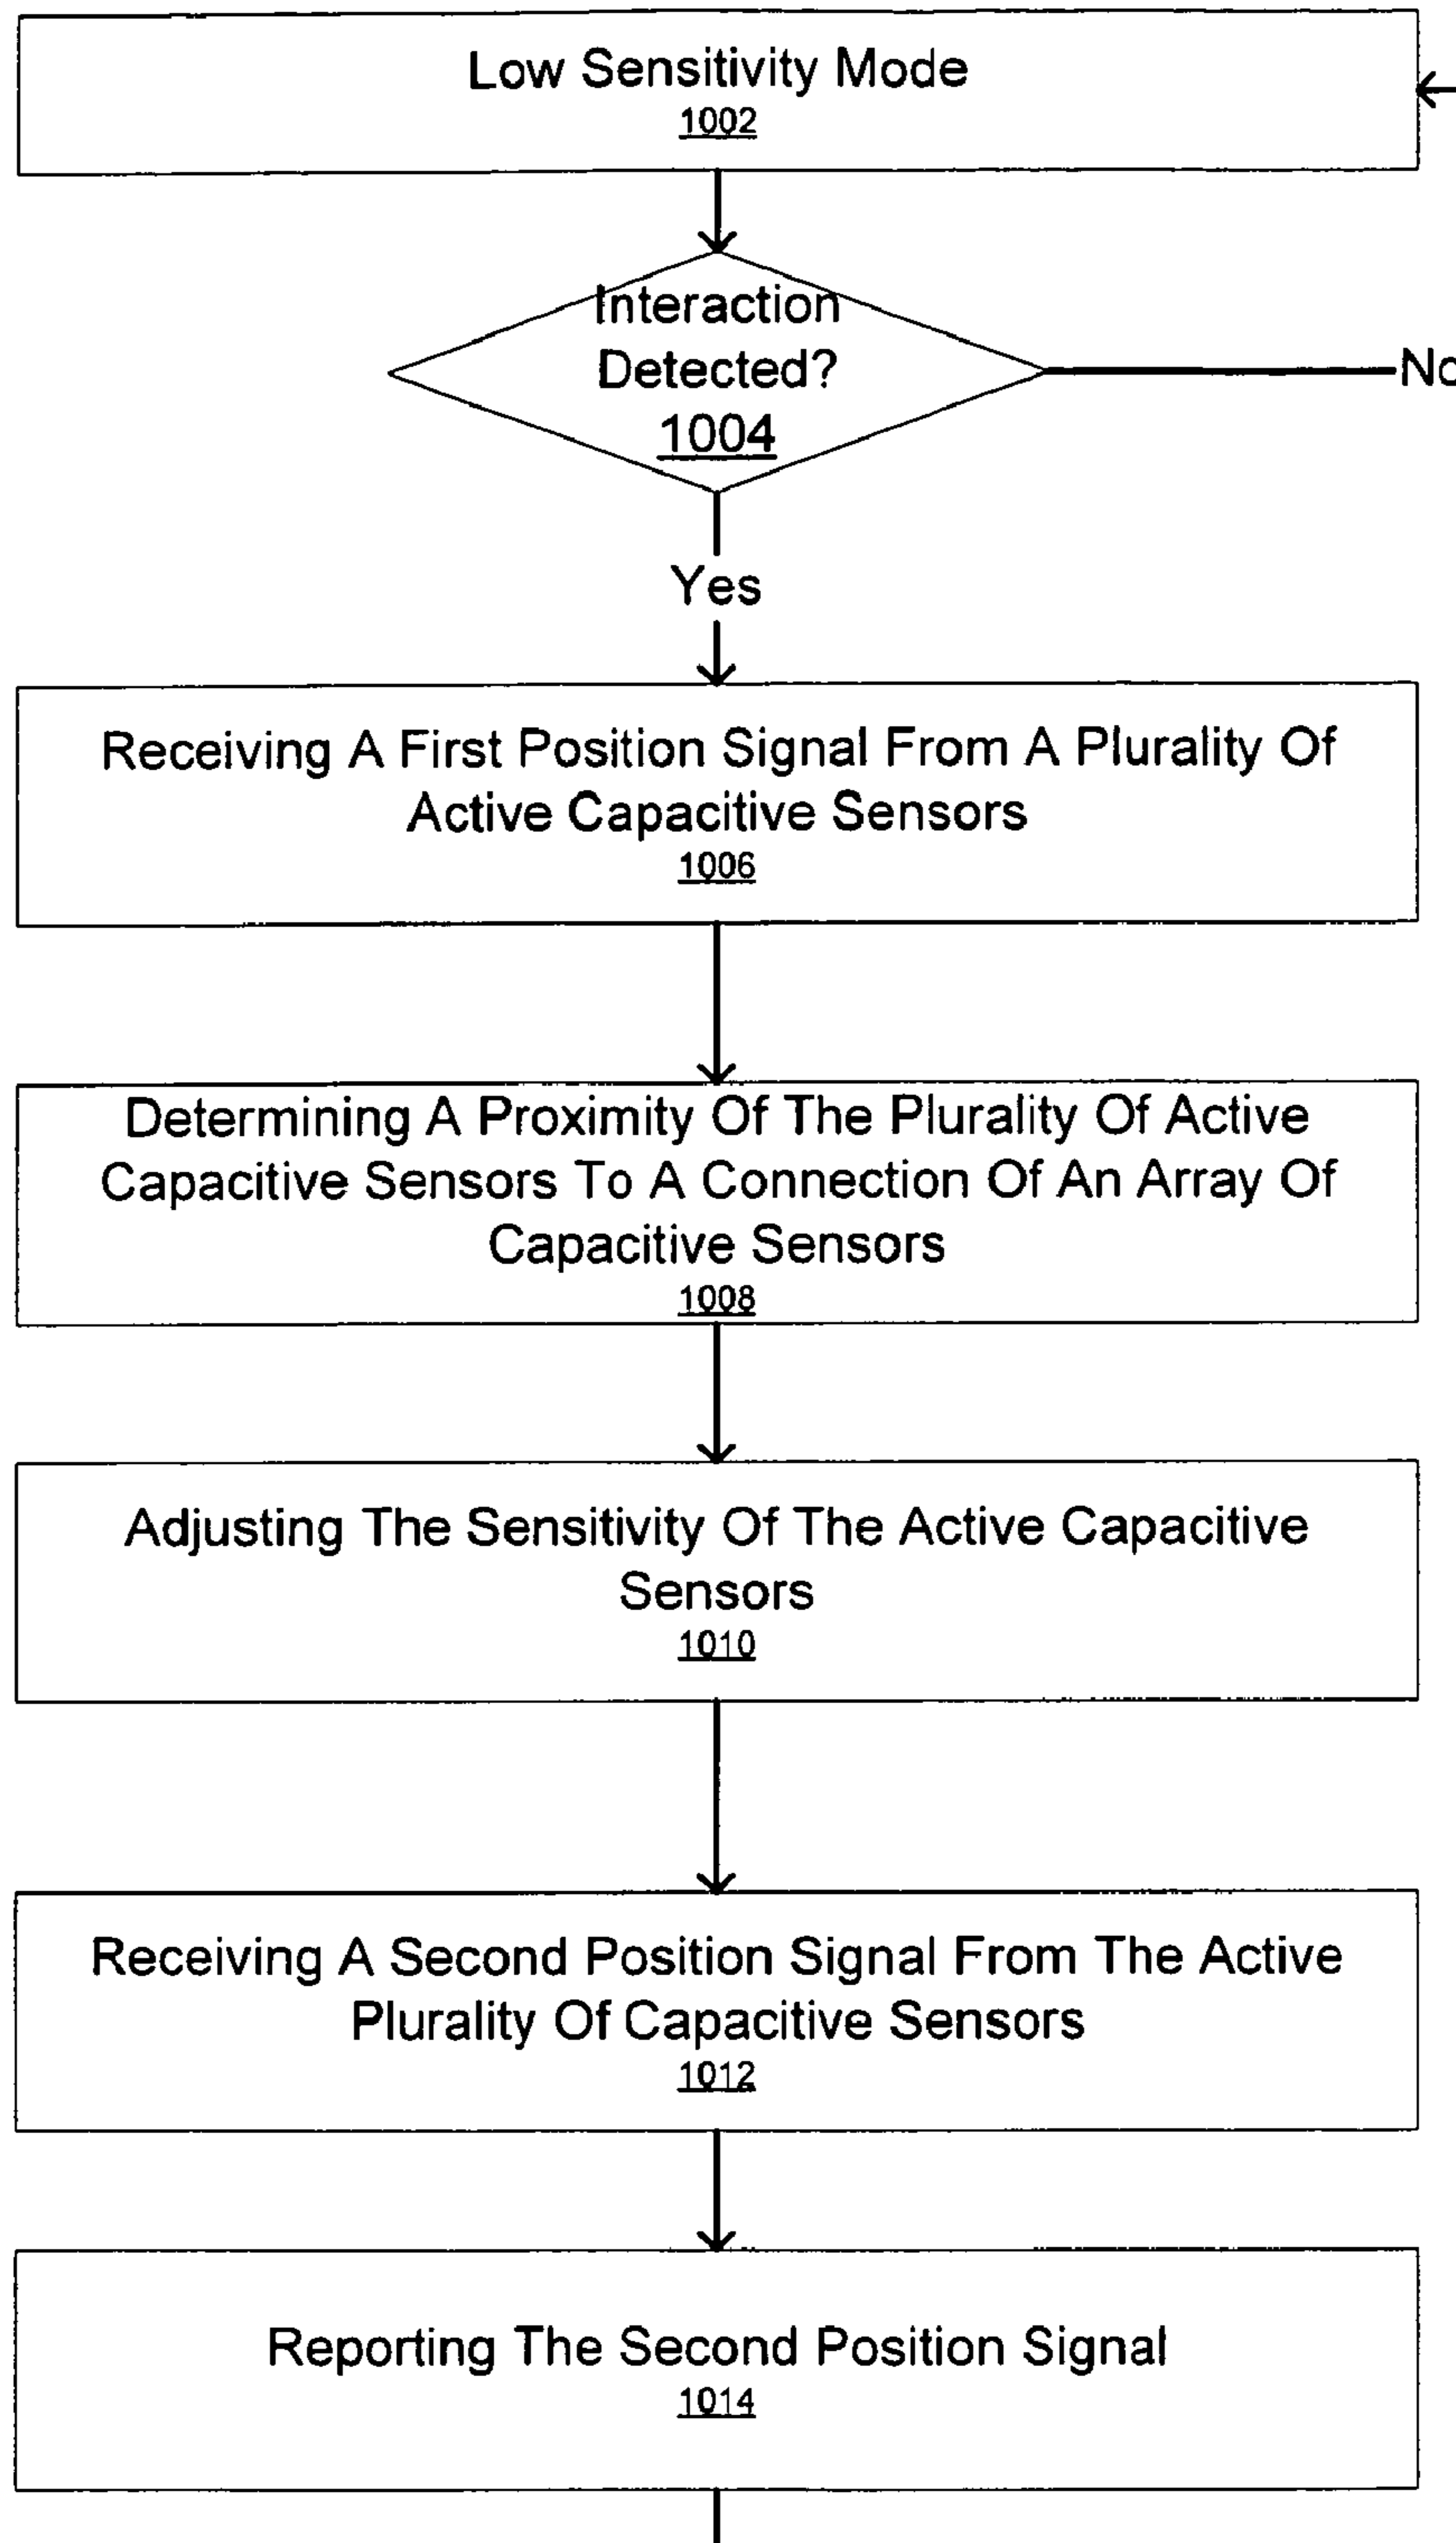 Low Sensitivity Mode
1002
Interaction
Detected?
1004
No
Yes
Receiving A First Position Signal From A Plurality Of
Active Capacitive Sensors
1006
Determining A Proximity Of The Plurality Of Active
Capacitive Sensors To A Connection Of An Array Of
Capacitive Sensors
1008
Adjusting The Sensitivity Of The Active Capacitive
Sensors
1010
Receiving A Second Position Signal From The Active
Plurality Of Capacitive Sensors
1012
Reporting The Second Position Signal
1014